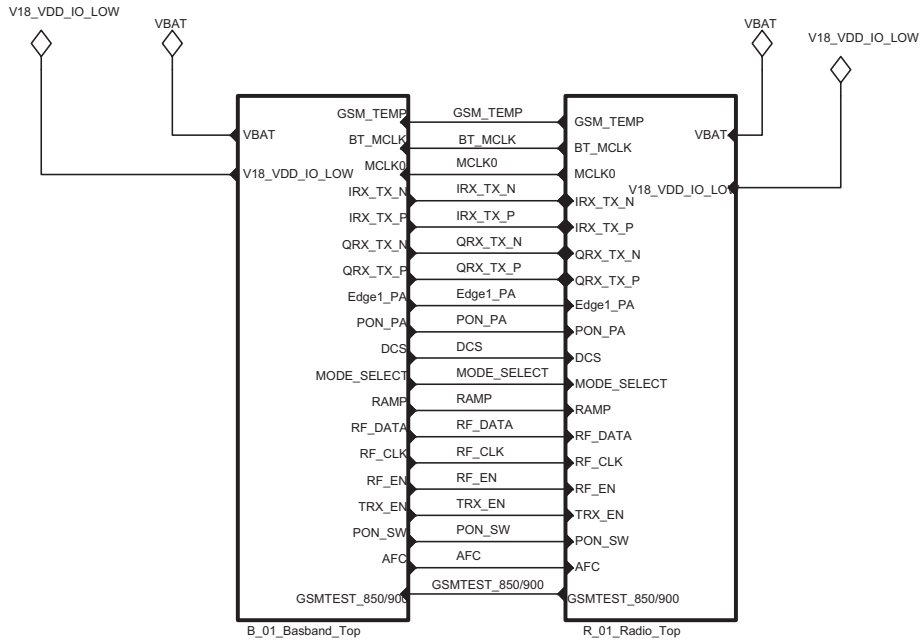 V18_VDD_IO_LOW
VBAT
VBAT
V18_VDD_IO_LOW
GSM_TEMP GSM_TEMP GSM_TEMP
VBAT VBAT
BT_MCLK BT_MCLK BT_MCLK
MCLK0 MCLK0 MCLK0
V18_VDD_IO_LOW V18_VDD_IO_LOW
IRX_TX_N IRX_TX_N IRX_TX_N
IRX_TX_P IRX_TX_P IRX_TX_P
QRX_TX_N QRX_TX_N QRX_TX_N
QRX_TX_P QRX_TX_P QRX_TX_P
Edge1_PA Edge1_PA Edge1_PA
PON_PA PON_PA PON_PA
DCS DCS DCS
MODE_SELECT MODE_SELECT MODE_SELECT
RAMP RAMP RAMP
RF_DATA RF_DATA RF_DATA
RF_CLK RF_CLK RF_CLK
RF_EN RF_EN RF_EN
TRX_EN TRX_EN TRX_EN
PON_SW PON_SW PON_SW
AFC AFC AFC
GSMTEST_850/900 GSMTEST_850/900 GSMTEST_850/900
B_01_Basband_Top R_01_Radio_Top